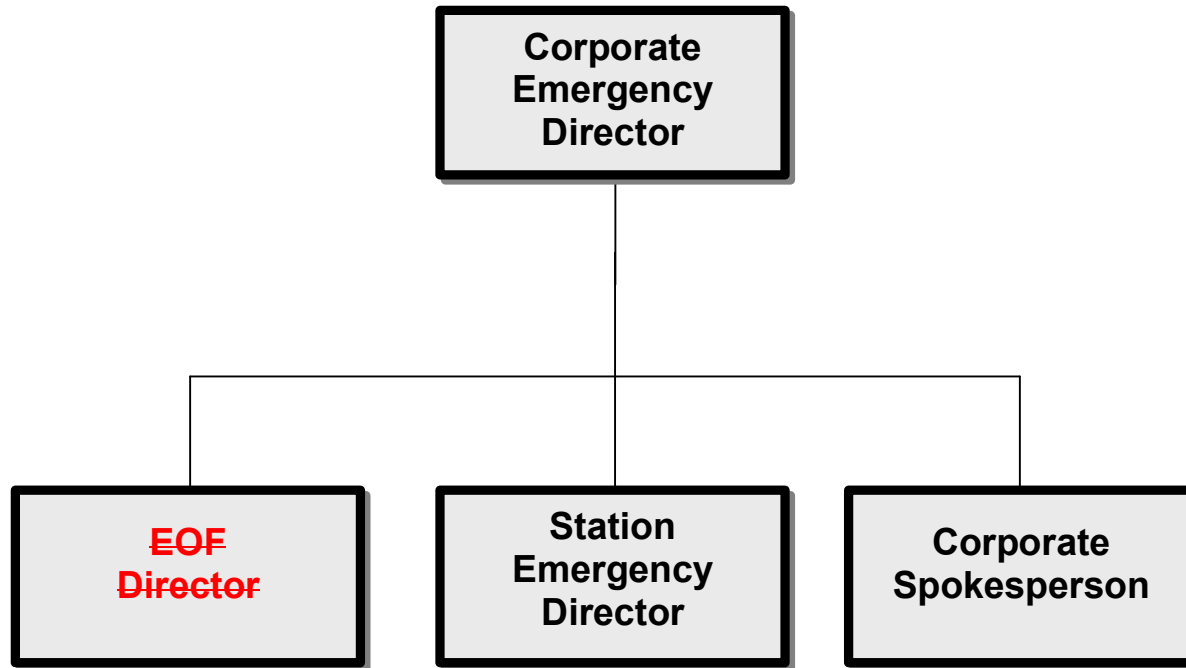 Corporate
Emergency
Director
EOF
Director
Station
Emergency
Director
Corporate
Spokesperson